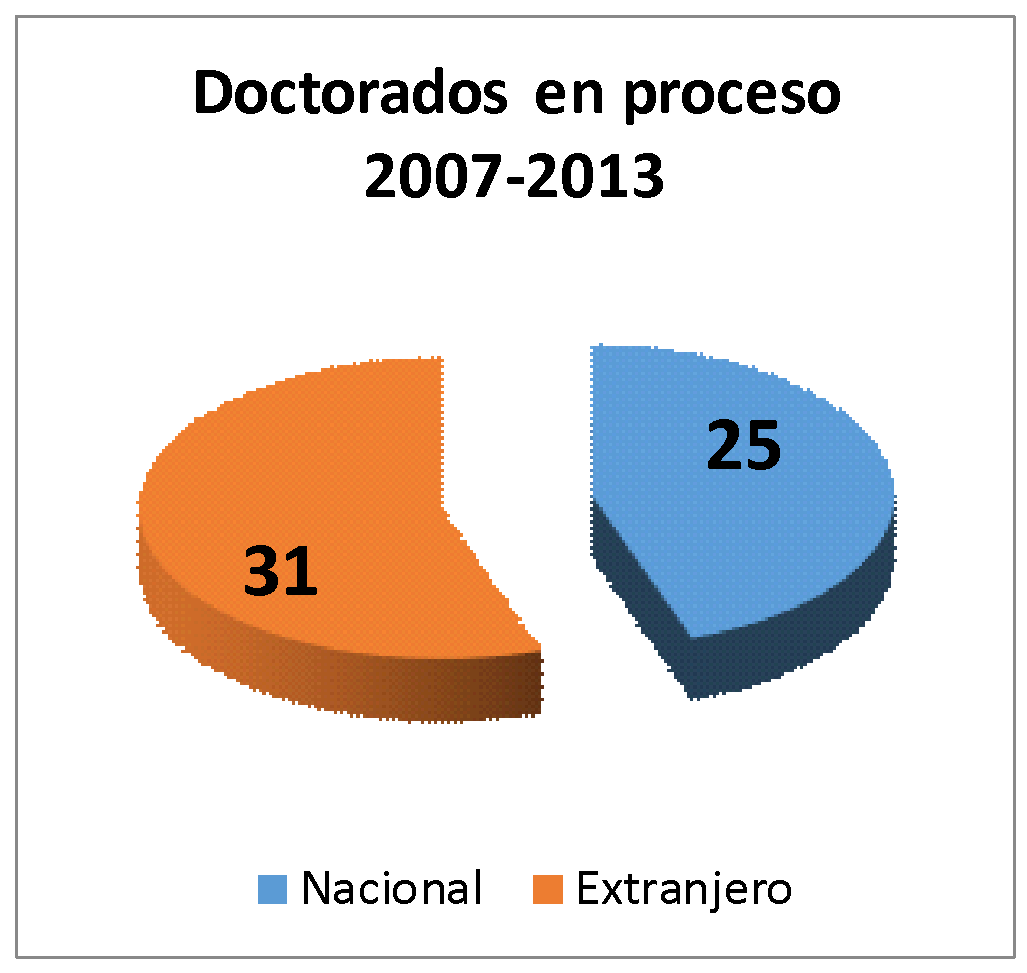 Doctorados en proceso
2007-2013
25
31
Nacional Extranjero